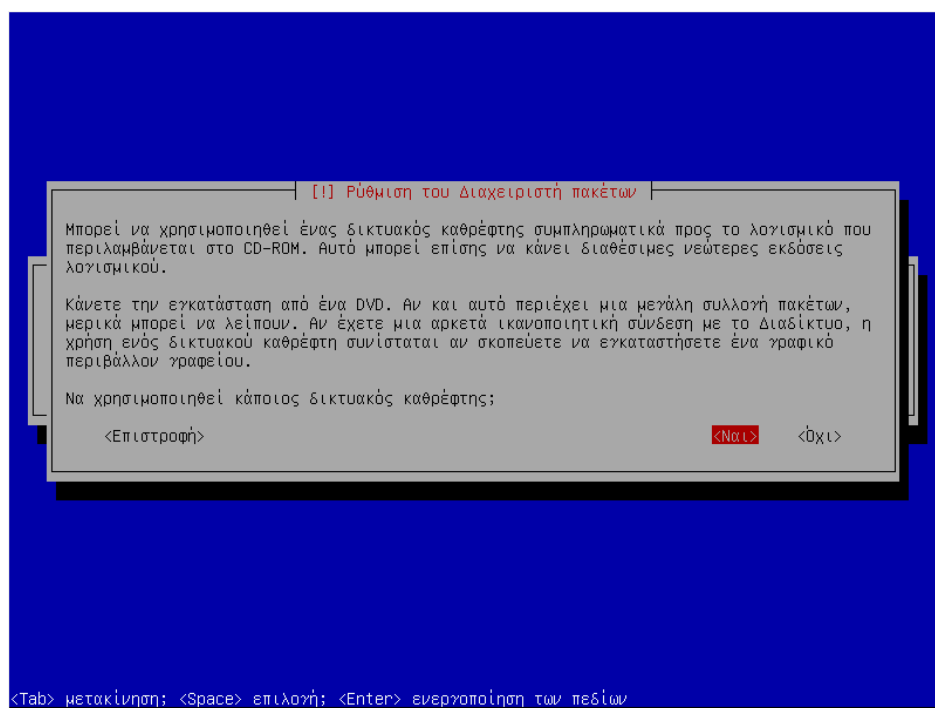 [!] Ρύθμιση του Διαχειριστή πακέτων
Μπορεί να χρησιμοποιηθεί ένας δικτυακός καθρέφτης συμπληρωματικά προς το λογισμικό που
περιλαμβάνεται στο CD-ROM. Αυτό μπορεί επίσης να κάνει διαθέσιμες νεώτερες εκδόσεις
λογισμικού.
Κάνετε την εγκατάσταση από ένα DVD. Αν και αυτό περιέχει μια μεγάλη συλλογή πακέτων,
μερικά μπορεί να λείπουν. Αν έχετε μια αρκετά ικανοποιητική σύνδεση με το Διαδίκτυο, η
χρήση ενός δικτυακού καθρέφτη συνίσταται αν σκοπεύετε να εγκαταστήσετε ένα γραφικό
περιβάλλον γραφείου.
Να χρησιμοποιηθεί κάποιος δικτυακός καθρέφτης;
<Επιστροφή> <Ναι> <Όχι>
<Tab> μετακίνηση; <Space> επιλογή; <Enter> ενεργοποίηση των πεδίων